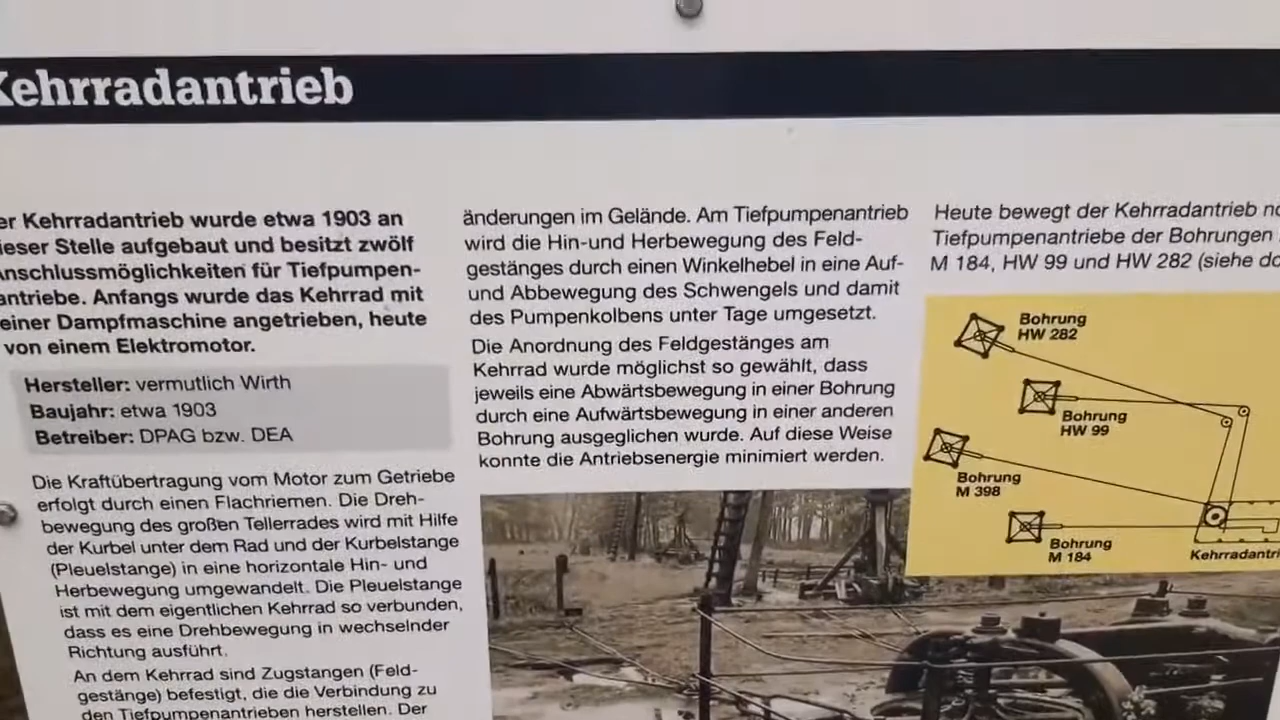 Kehrradantrieb
er Kehrradantrieb wurde etwa 1903 an
ieser Stelle aufgebaut und besitzt zwölf
Anschlussmöglichkeiten für Tiefpumpen-
antriebe. Anfangs wurde das Kehrrad mit
einer Dampfmaschine angetrieben, heute
von einem Elektromotor.
Hersteller: vermutlich Wirth
Baujahr: etwa 1903
Betreiber: DPAG bzw. DEA
Die Kraftübertragung vom Motor zum Getriebe
erfolgt durch einen Flachriemen. Die Dreh-
bewegung des großen Tellerrades wird mit Hilfe
der Kurbel unter dem Rad und der Kurbelstange
(Pleuelstange) in eine horizontale Hin- und
Herbewegung umgewandelt. Die Pleuelstange
ist mit dem eigentlichen Kehrrad so verbunden,
dass es eine Drehbewegung in wechselnder
Richtung ausführt.
An dem Kehrrad sind Zugstangen (Feld-
gestänge) befestigt, die die Verbindung zu
den Tiefpumpenantrieben herstellen. Der
änderungen im Gelände. Am Tiefpumpenantrieb
wird die Hin-und Herbewegung des Feld-
gestänges durch einen Winkelhebel in eine Auf-
und Abbewegung des Schwengels und damit
des Pumpenkolbens unter Tage umgesetzt.
Die Anordnung des Feldgestänges am
Kehrrad wurde möglichst so gewählt, dass
jeweils eine Abwärtsbewegung in einer Bohrung
durch eine Aufwärtsbewegung in einer anderen
Bohrung ausgeglichen wurde. Auf diese Weise
konnte die Antriebsenergie minimiert werden.
Heute bewegt der Kehrradantrieb no
Tiefpumpenantriebe der Bohrungen
M 184, HW 99 und HW 282 (siehe do
Bohrung
HW 282
Bohrung
HW 99
Bohrung
M 398
Bohrung
M 184
Kehrradantri